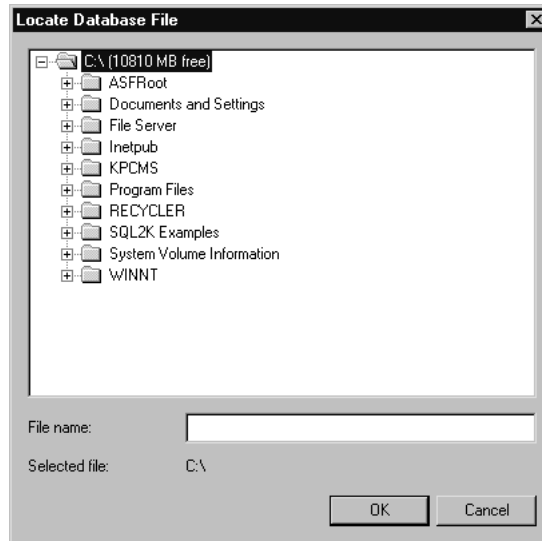 Locate Database File
C:\ (10810 MB free)
ASFRoot
Documents and Settings
File Server
Inetpub
KPCMS
Program Files
RECYCLER
SQL2K Examples
System Volume Information
WINNT
File name:
Selected file: C:\
OK Cancel